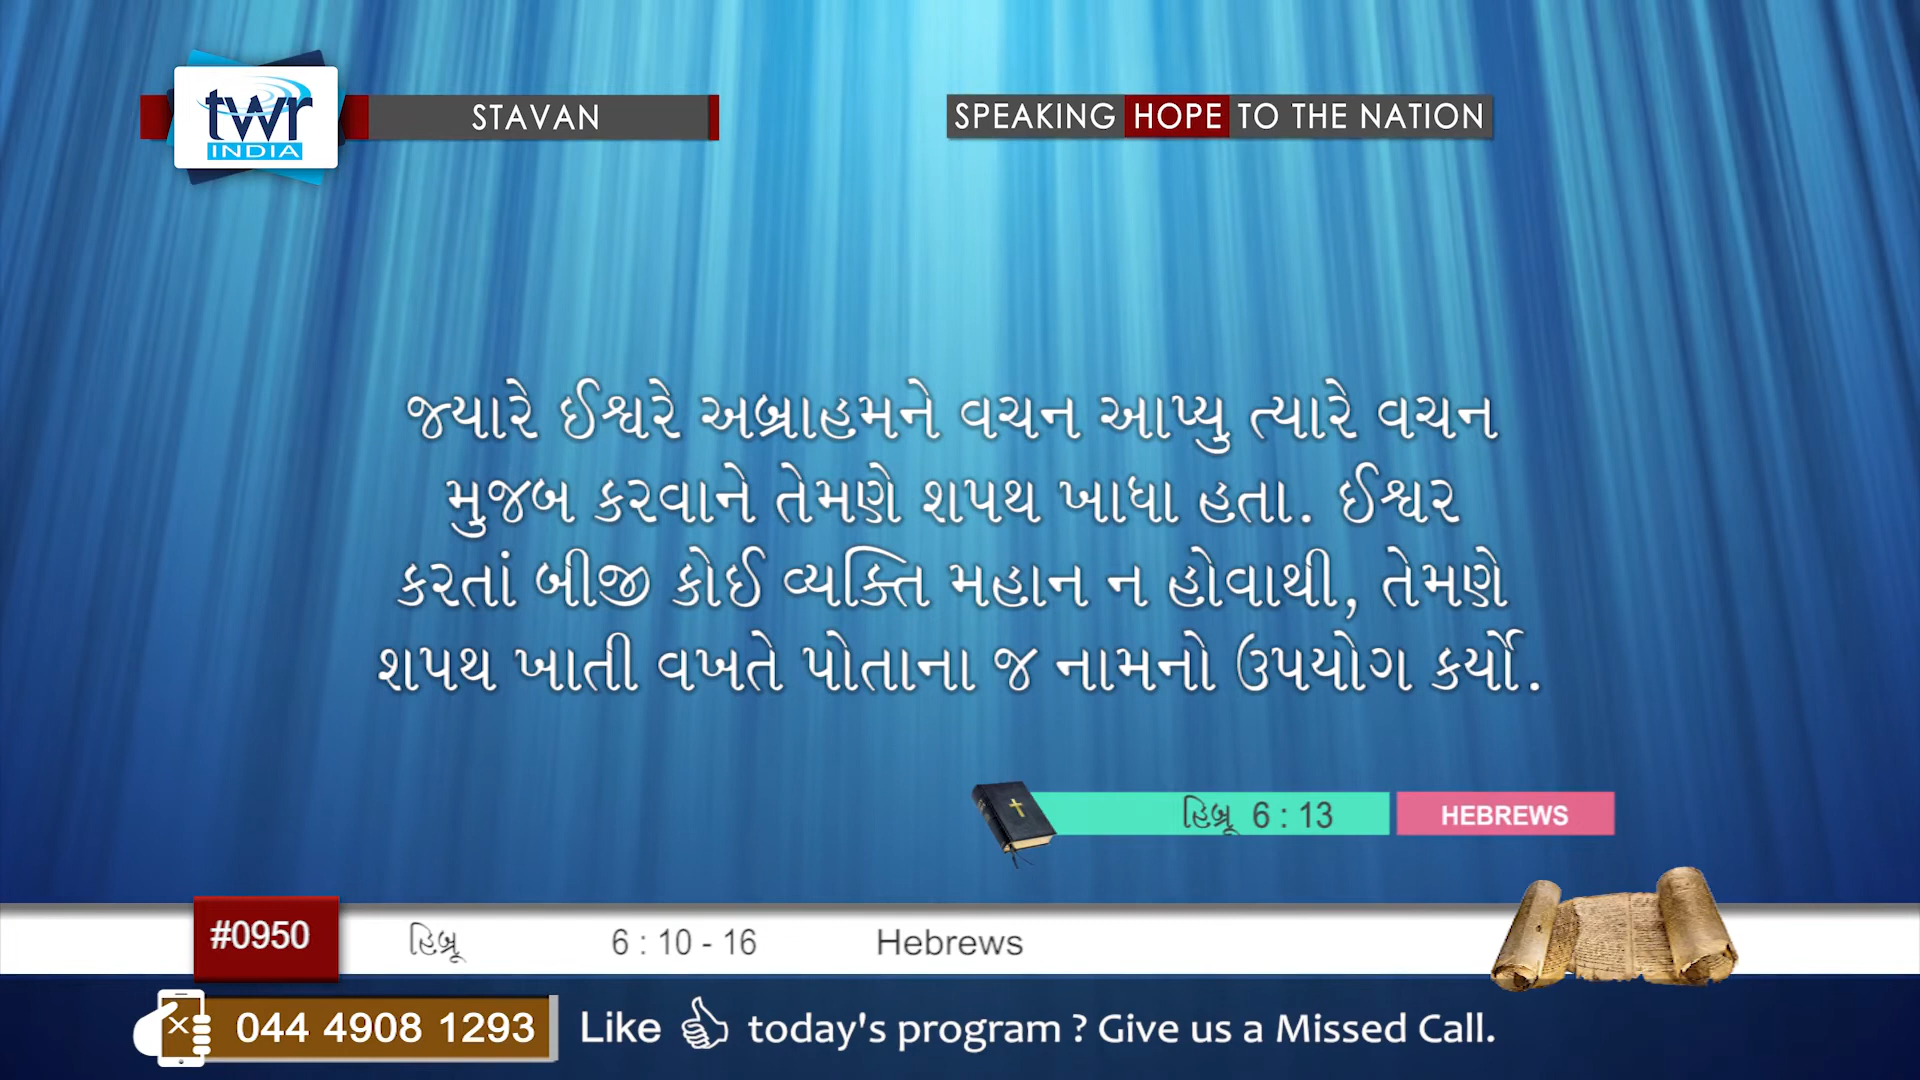 twr
INDIA
STAVAN
SPEAKING HOPE TO THE NATION
જ્યારે ઈશ્વરે અબ્રાહમને વચન આપ્યુ ત્યારે વચન
મુજબ કરવાને તેમણે શપથ ખાધા હતા. ઈશ્વર
કરતાં બીજી કોઈ વ્યક્તિ મહાન ન હોવાથી, તેમણે
શપથ ખાતી વખતે પોતાના જ નામનો ઉપયોગ કર્યો.
હિબ્રૂ 6 : 13
HEBREWS
#0950
હિબ્રૂ 6 : 10 - 16 Hebrews
044 4908 1293
Like today's program ? Give us a Missed Call.